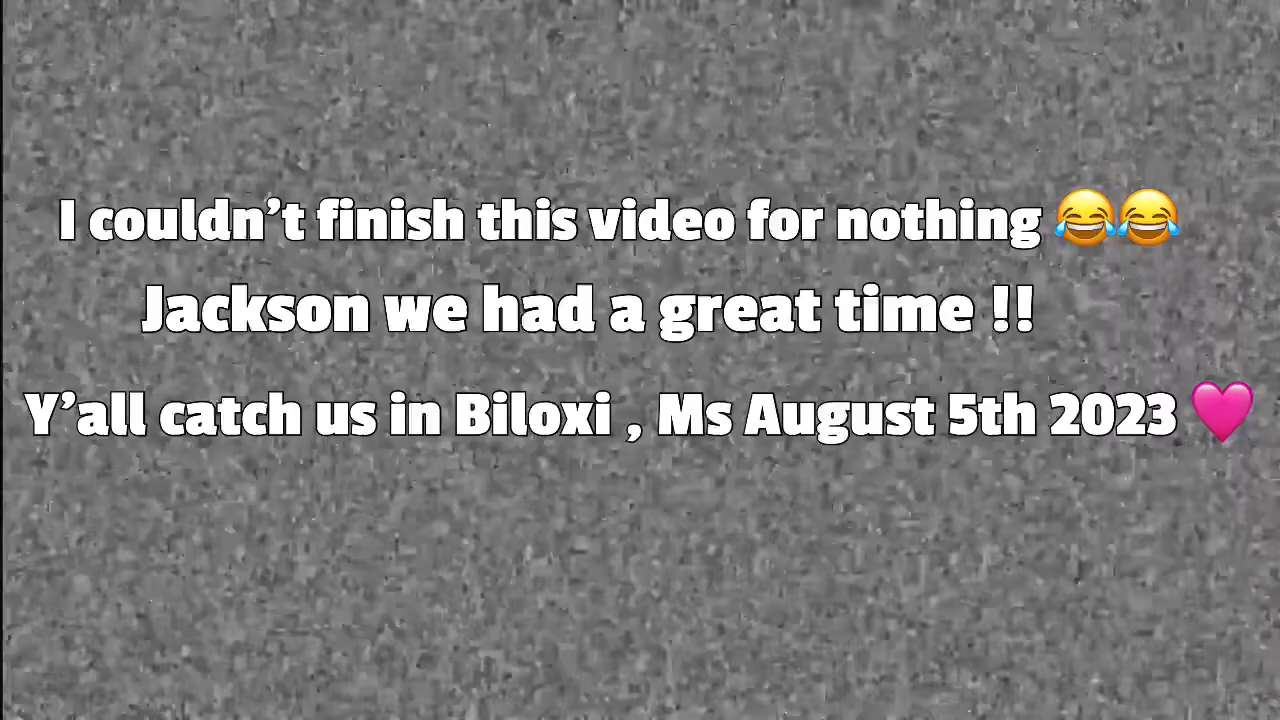 I couldn’t finish this video for nothing 😂😂
Jackson we had a great time !!
Y’all catch us in Biloxi , Ms August 5th 2023 🩷